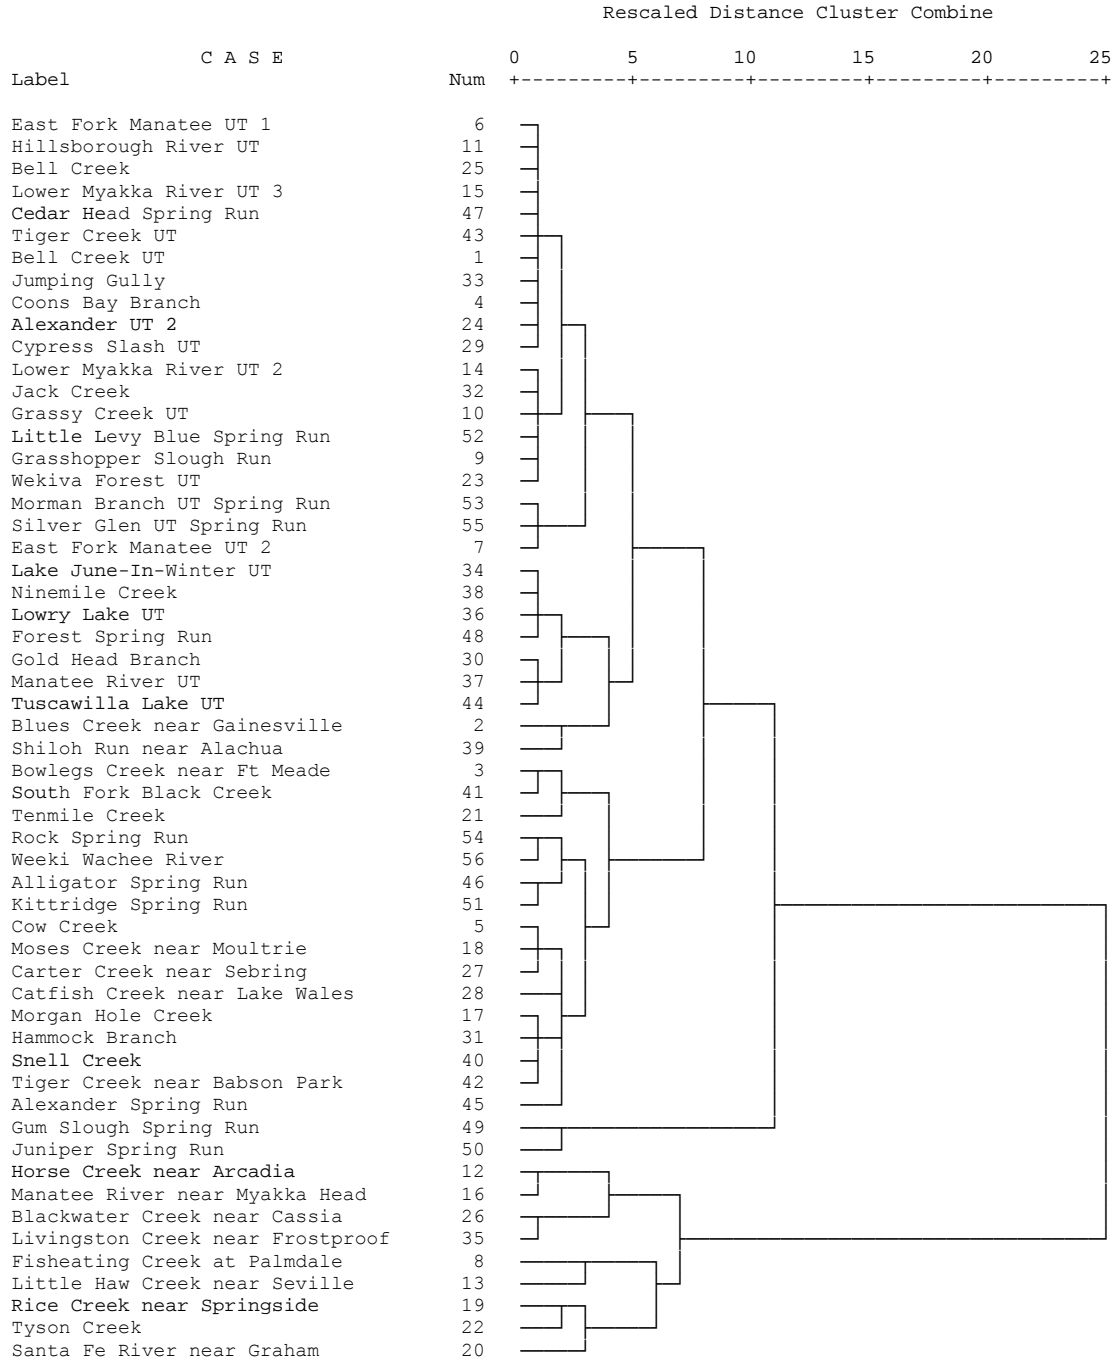 Rescaled Distance Cluster Combine
C A S E 0 5 10 15 20 25
Label Num +---------+---------+---------+---------+---------+
East Fork Manatee UT 1 6
Hillsborough River UT 11
Bell Creek 25
Lower Myakka River UT 3 15
Cedar Head Spring Run 47
Tiger Creek UT 43
Bell Creek UT 1
Jumping Gully 33
Coons Bay Branch 4
Alexander UT 2 24
Cypress Slash UT 29
Lower Myakka River UT 2 14
Jack Creek 32
Grassy Creek UT 10
Little Levy Blue Spring Run 52
Grasshopper Slough Run 9
Wekiva Forest UT 23
Morman Branch UT Spring Run 53
Silver Glen UT Spring Run 55
East Fork Manatee UT 2 7
Lake June-In-Winter UT 34
Ninemile Creek 38
Lowry Lake UT 36
Forest Spring Run 48
Gold Head Branch 30
Manatee River UT 37
Tuscawilla Lake UT 44
Blues Creek near Gainesville 2
Shiloh Run near Alachua 39
Bowlegs Creek near Ft Meade 3
South Fork Black Creek 41
Tenmile Creek 21
Rock Spring Run 54
Weeki Wachee River 56
Alligator Spring Run 46
Kittridge Spring Run 51
Cow Creek 5
Moses Creek near Moultrie 18
Carter Creek near Sebring 27
Catfish Creek near Lake Wales 28
Morgan Hole Creek 17
Hammock Branch 31
Snell Creek 40
Tiger Creek near Babson Park 42
Alexander Spring Run 45
Gum Slough Spring Run 49
Juniper Spring Run 50
Horse Creek near Arcadia 12
Manatee River near Myakka Head 16
Blackwater Creek near Cassia 26
Livingston Creek near Frostproof 35
Fisheating Creek at Palmdale 8
Little Haw Creek near Seville 13
Rice Creek near Springside 19
Tyson Creek 22
Santa Fe River near Graham 20